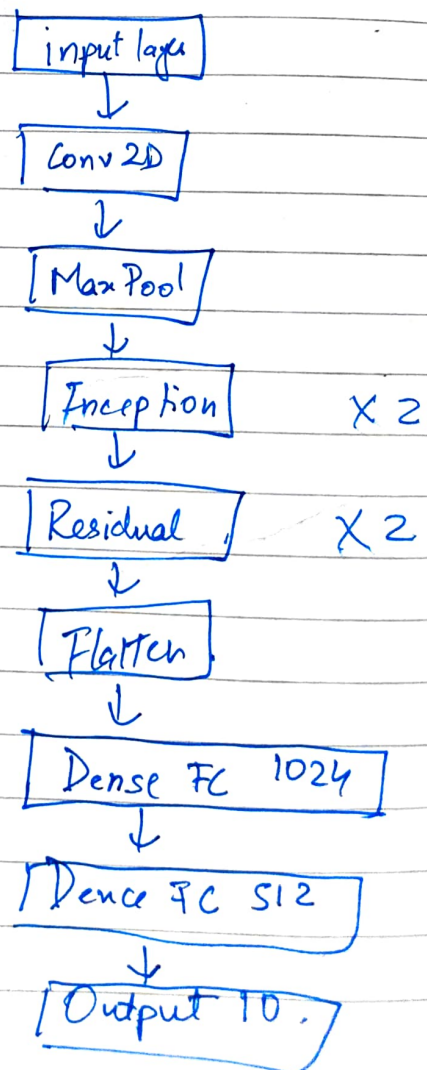 input layer
Conv 2D
Max Pool
Inception X 2
Residual X 2
Flatten
Dense FC 1024
Dence FC 512
Output 10.